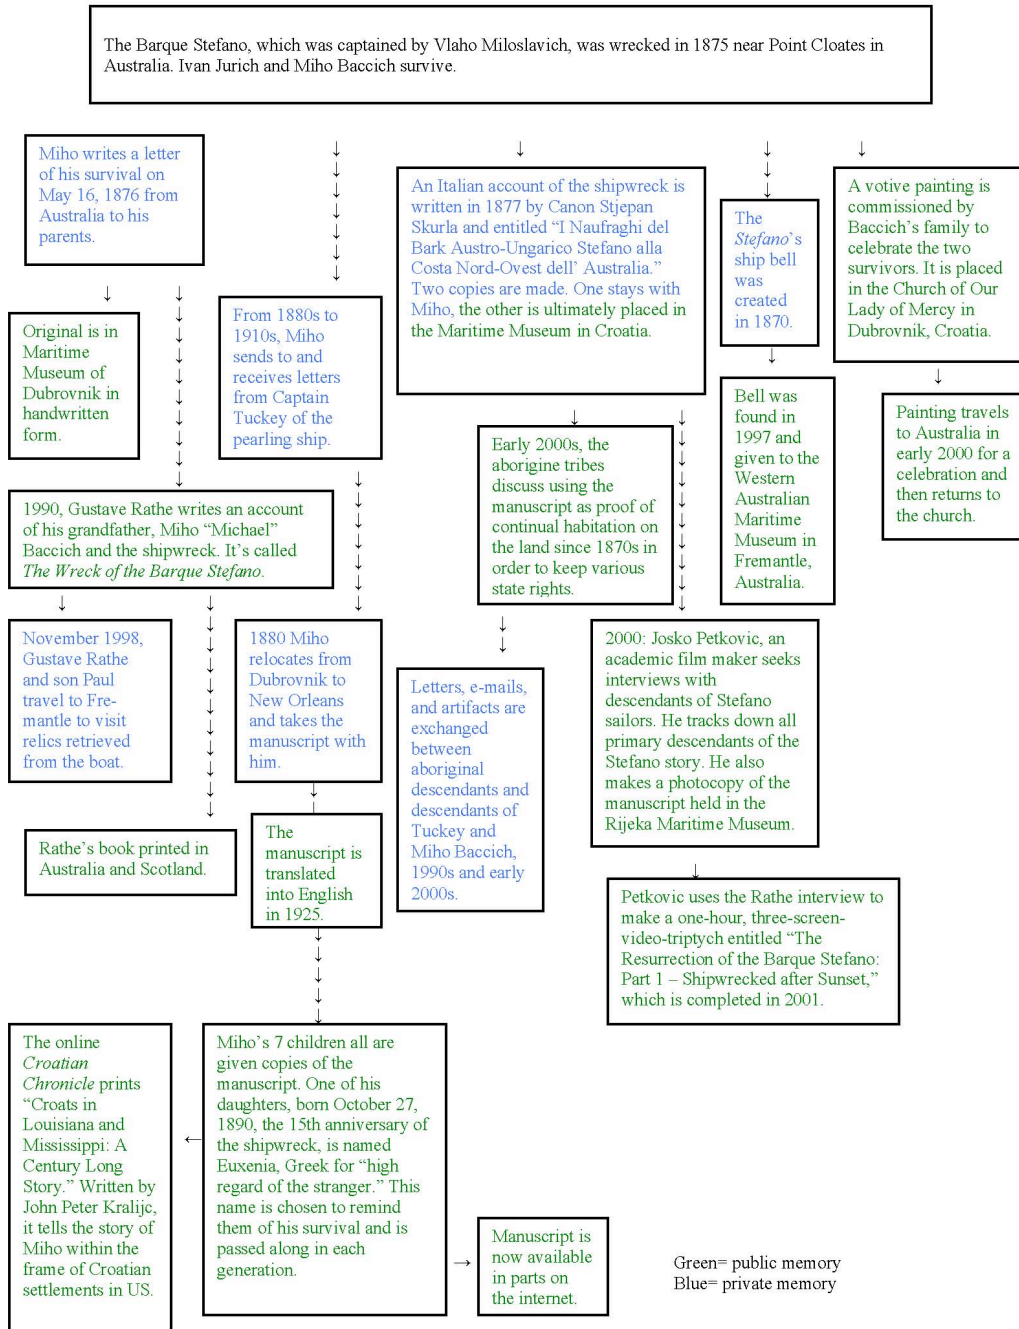 The Barque Stefano, which was captained by Vlaho Miloslavich, was wrecked in 1875 near Point Cloates in
Australia. Ivan Jurich and Miho Baccich survive.
Miho writes a letter
of his survival on
May 16, 1876 from
Australia to his
parents.
Original is in
Maritime
Museum of
Dubrovnik in
handwritten
form.
From 1880s to
1910s, Miho
sends to and
receives letters
from Captain
Tuckey of the
pearling ship.
An Italian account of the shipwreck is
written in 1877 by Canon Stjepan
Skurla and entitled “I Naufraghi del
Bark Austro-Ungarico Stefano alla
Costa Nord-Ovest dell’ Australia.”
Two copies are made. One stays with
Miho, the other is ultimately placed in
the Maritime Museum in Croatia.
The
Stefano’s
ship bell
was
created
in 1870.
A votive painting is
commissioned by
Baccich’s family to
celebrate the two
survivors. It is placed
in the Church of Our
Lady of Mercy in
Dubrovnik, Croatia.
Early 2000s, the
aborigine tribes
discuss using the
manuscript as proof of
continual habitation on
the land since 1870s in
order to keep various
state rights.
Bell was
found in
1997 and
given to the
Western
Australian
Maritime
Museum in
Fremantle,
Australia.
Painting travels
to Australia in
early 2000 for a
celebration and
then returns to
the church.
1990, Gustave Rathe writes an account
of his grandfather, Miho “Michael”
Baccich and the shipwreck. It’s called
The Wreck of the Barque Stefano.
November 1998,
Gustave Rathe
and son Paul
travel to Fre-
mantle to visit
relics retrieved
from the boat.
1880 Miho
relocates from
Dubrovnik to
New Orleans
and takes the
manuscript with
him.
Letters, e-mails,
and artifacts are
exchanged
between
aboriginal
descendants and
descendants of
Tuckey and
Miho Baccich,
1990s and early
2000s.
2000: Josko Petkovic, an
academic film maker seeks
interviews with
descendants of Stefano
sailors. He tracks down all
primary descendants of the
Stefano story. He also
makes a photocopy of the
manuscript held in the
Rijeka Maritime Museum.
Rathe’s book printed in
Australia and Scotland.
The
manuscript is
translated
into English
in 1925.
Petkovic uses the Rathe interview to
make a one-hour, three-screen-
video-triptych entitled “The
Resurrection of the Barque Stefano:
Part 1 – Shipwrecked after Sunset,”
which is completed in 2001.
The online
Croatian
Chronicle prints
“Croats in
Louisiana and
Mississippi: A
Century Long
Story.” Written by
John Peter Kralijc,
it tells the story of
Miho within the
frame of Croatian
settlements in US.
Miho’s 7 children all are
given copies of the
manuscript. One of his
daughters, born October 27,
1890, the 15th anniversary of
the shipwreck, is named
Euxenia, Greek for “high
regard of the stranger.” This
name is chosen to remind
them of his survival and is
passed along in each
generation.
Manuscript is
now available
in parts on
the internet.
Green= public memory
Blue= private memory